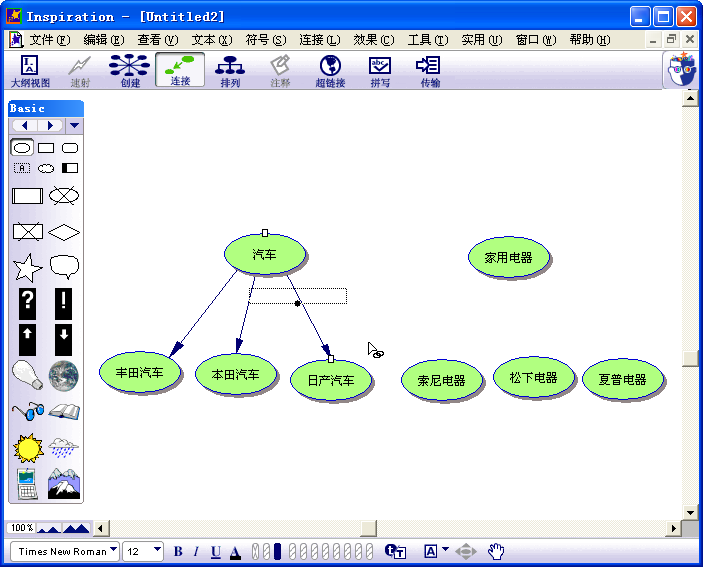 Inspiration - [Untitled2]
文件(F) 编辑(E) 查看(V) 文本(X) 符号(S) 连接(L) 效果(C) 工具(T) 实用(U) 窗口(W) 帮助(H)
大纲视图 速射 创建 连接 排列 注释 超链接 拼写 传输
Basic
A
? !
汽车 家用电器
丰田汽车 本田汽车 日产汽车 索尼电器 松下电器 夏普电器
100%
Times New Roman 12 B I U A A